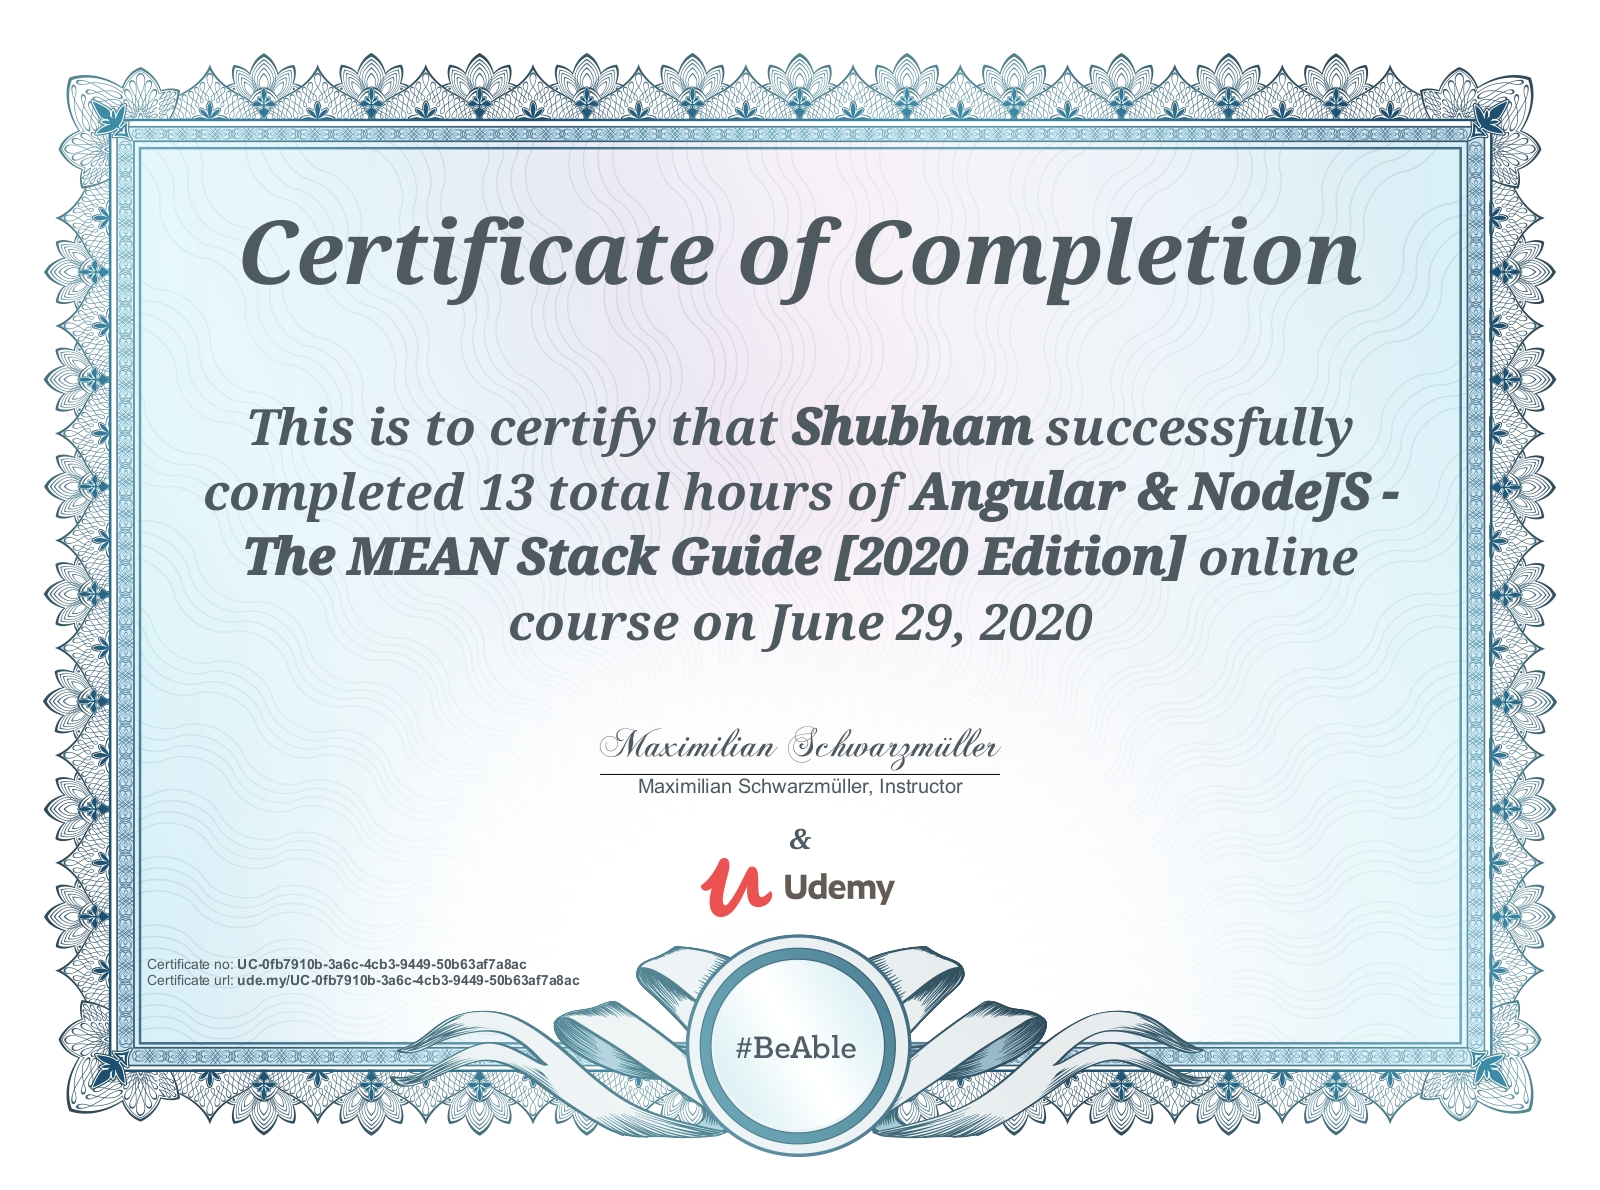 Certificate of Completion
This is to certify that Shubham successfully
completed 13 total hours of Angular & NodeJS -
The MEAN Stack Guide [2020 Edition] online
course on June 29, 2020
Maximilian Schwarzmüller
Maximilian Schwarzmüller, Instructor
&
Udemy
Certificate no: UC-0fb7910b-3a6c-4cb3-9449-50b63af7a8ac
Certificate url: ude.my/UC-0fb7910b-3a6c-4cb3-9449-50b63af7a8ac
#BeAble